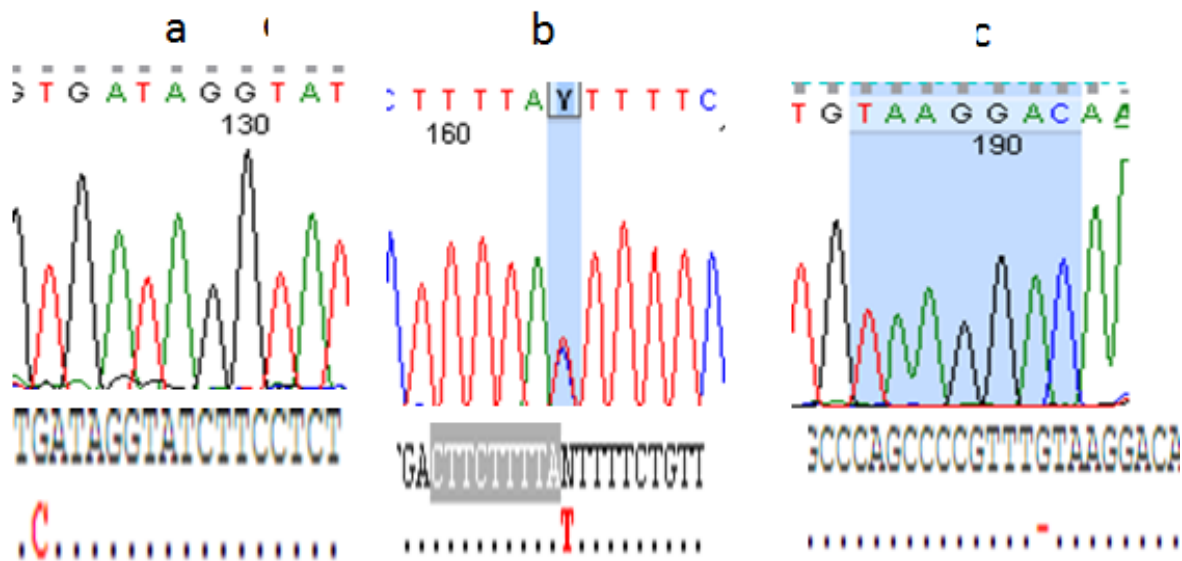 a b c
G T G A T A G G T A T C T T T T A Y T T T T C T G T A A G G A C A A
130 160 190
TGATAGGTATCTTCCTCT GACTTCTTTTANTTTTCTGTT GCCCAGCCCCGTTTGTAAGGACA
.C................ ...........T......... ..............-........